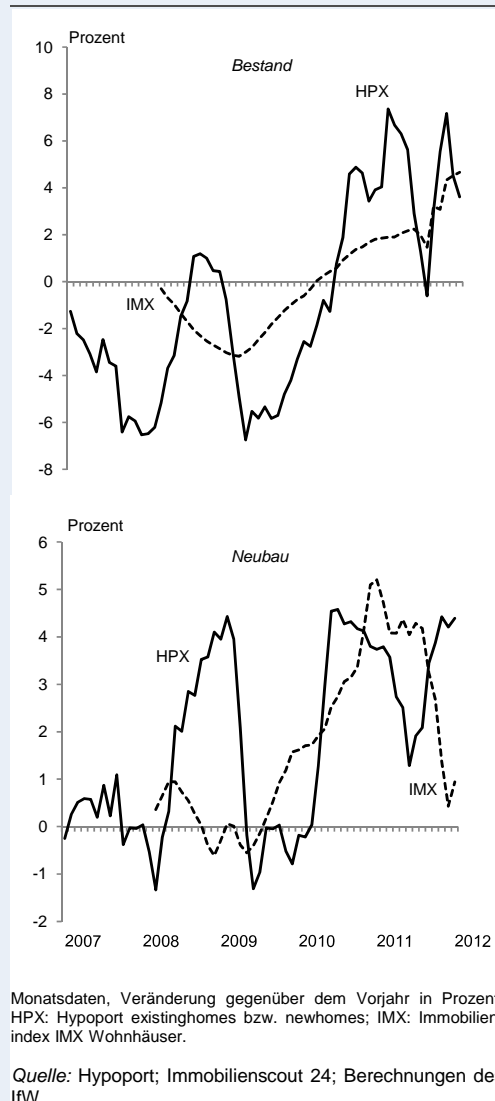 Prozent
Bestand
10
8
6
4
2
0
-2
-4
-6
-8
HPX
IMX
Prozent
Neubau
6
5
4
3
2
1
0
-1
-2
HPX
IMX
2007 2008 2009 2010 2011 2012
Monatsdaten, Veränderung gegenüber dem Vorjahr in Prozent
HPX: Hypoport existinghomes bzw. newhomes; IMX: Immobilien
index IMX Wohnhäuser.
Quelle: Hypoport; Immobilienscout 24; Berechnungen de
IfW